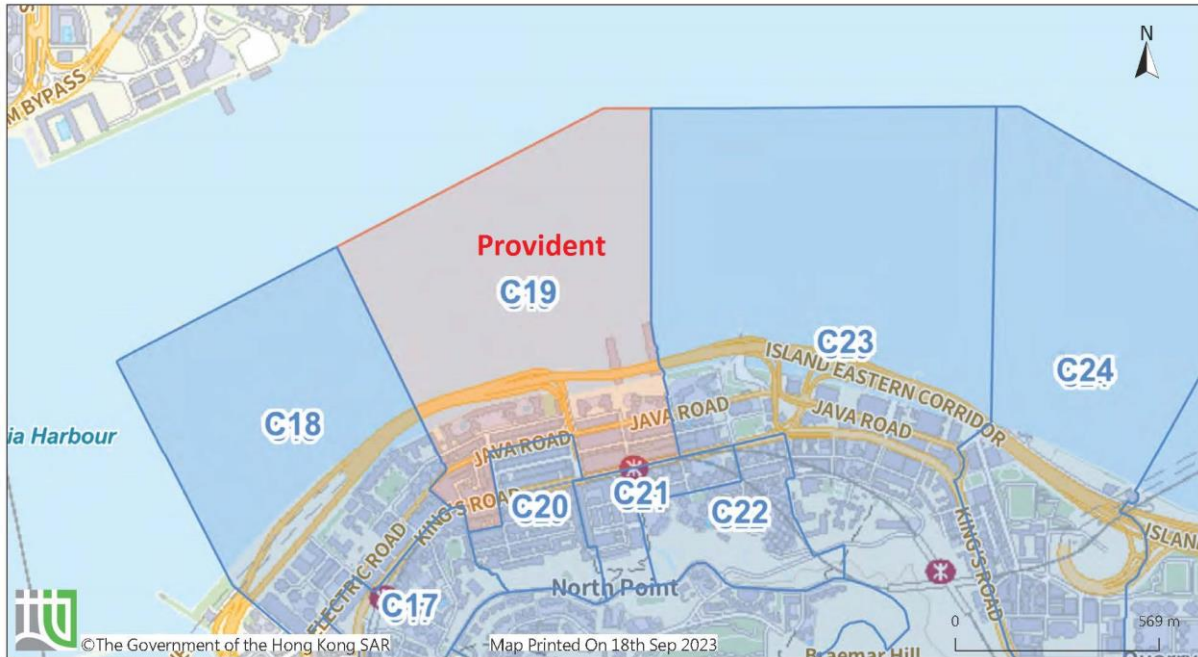 M BYPASS
N
Provident
C19
C23
ISLAND EASTERN CORRIDOR
C24
C18
JAVA ROAD
JAVA ROAD
ia Harbour
JAVA ROAD
KING'S ROAD
C20
C21
C22
KING'S ROAD
ISLAN
ELECTRIC ROAD
North Point
C17
0
569 m
©The Government of the Hong Kong SAR
Map Printed On 18th Sep 2023
Braemar Hill